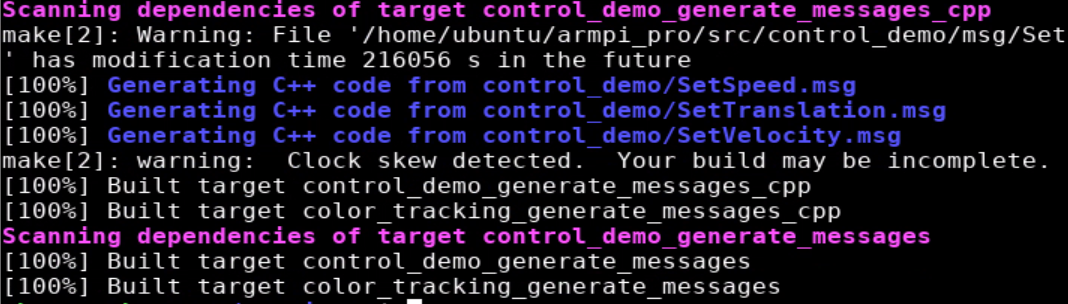 Scanning dependencies of target control_demo_generate_messages_cpp
make[2]: Warning: File '/home/ubuntu/armpi_pro/src/control_demo/msg/Set
' has modification time 216056 s in the future
[100%] Generating C++ code from control_demo/SetSpeed.msg
[100%] Generating C++ code from control_demo/SetTranslation.msg
[100%] Generating C++ code from control_demo/SetVelocity.msg
make[2]: warning:  Clock skew detected.  Your build may be incomplete.
[100%] Built target control_demo_generate_messages_cpp
[100%] Built target color_tracking_generate_messages_cpp
Scanning dependencies of target control_demo_generate_messages
[100%] Built target control_demo_generate_messages
[100%] Built target color_tracking_generate_messages